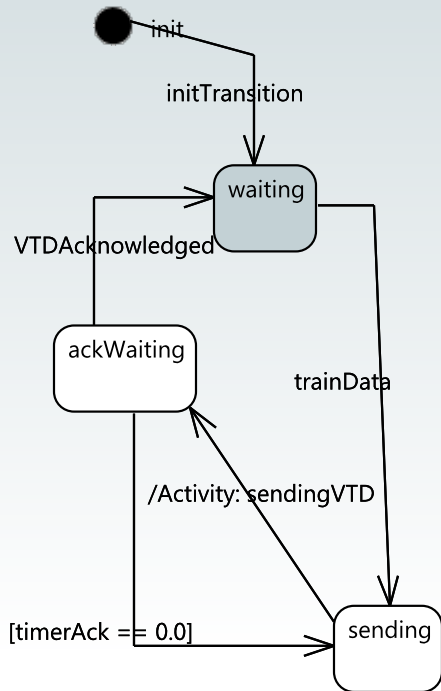 init
initTransition
waiting
VTDAcknowledged
ackWaiting
trainData
/Activity: sendingVTD
[timerAck == 0.0]
sending